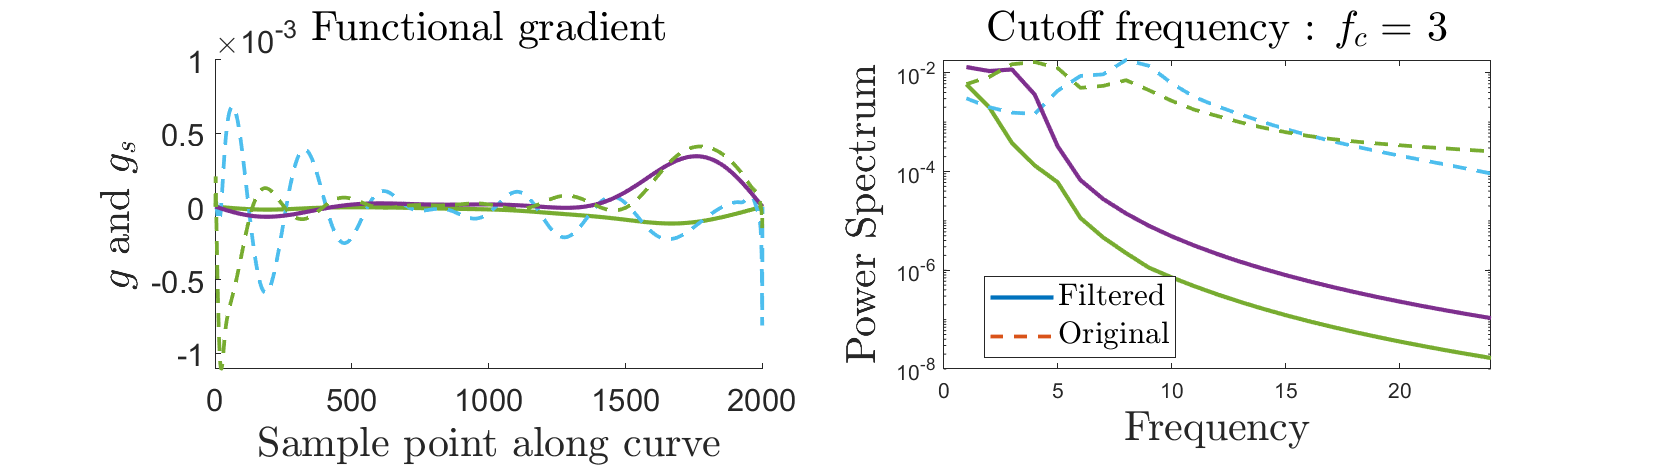 ×10⁻³ Functional gradient
1
0.5
0
-0.5
-1
g and gₛ
0 500 1000 1500 2000
Sample point along curve
Cutoff frequency : f_c = 3
10⁻²
10⁻⁴
10⁻⁶
10⁻⁸
Power Spectrum
Filtered
Original
0 5 10 15 20
Frequency